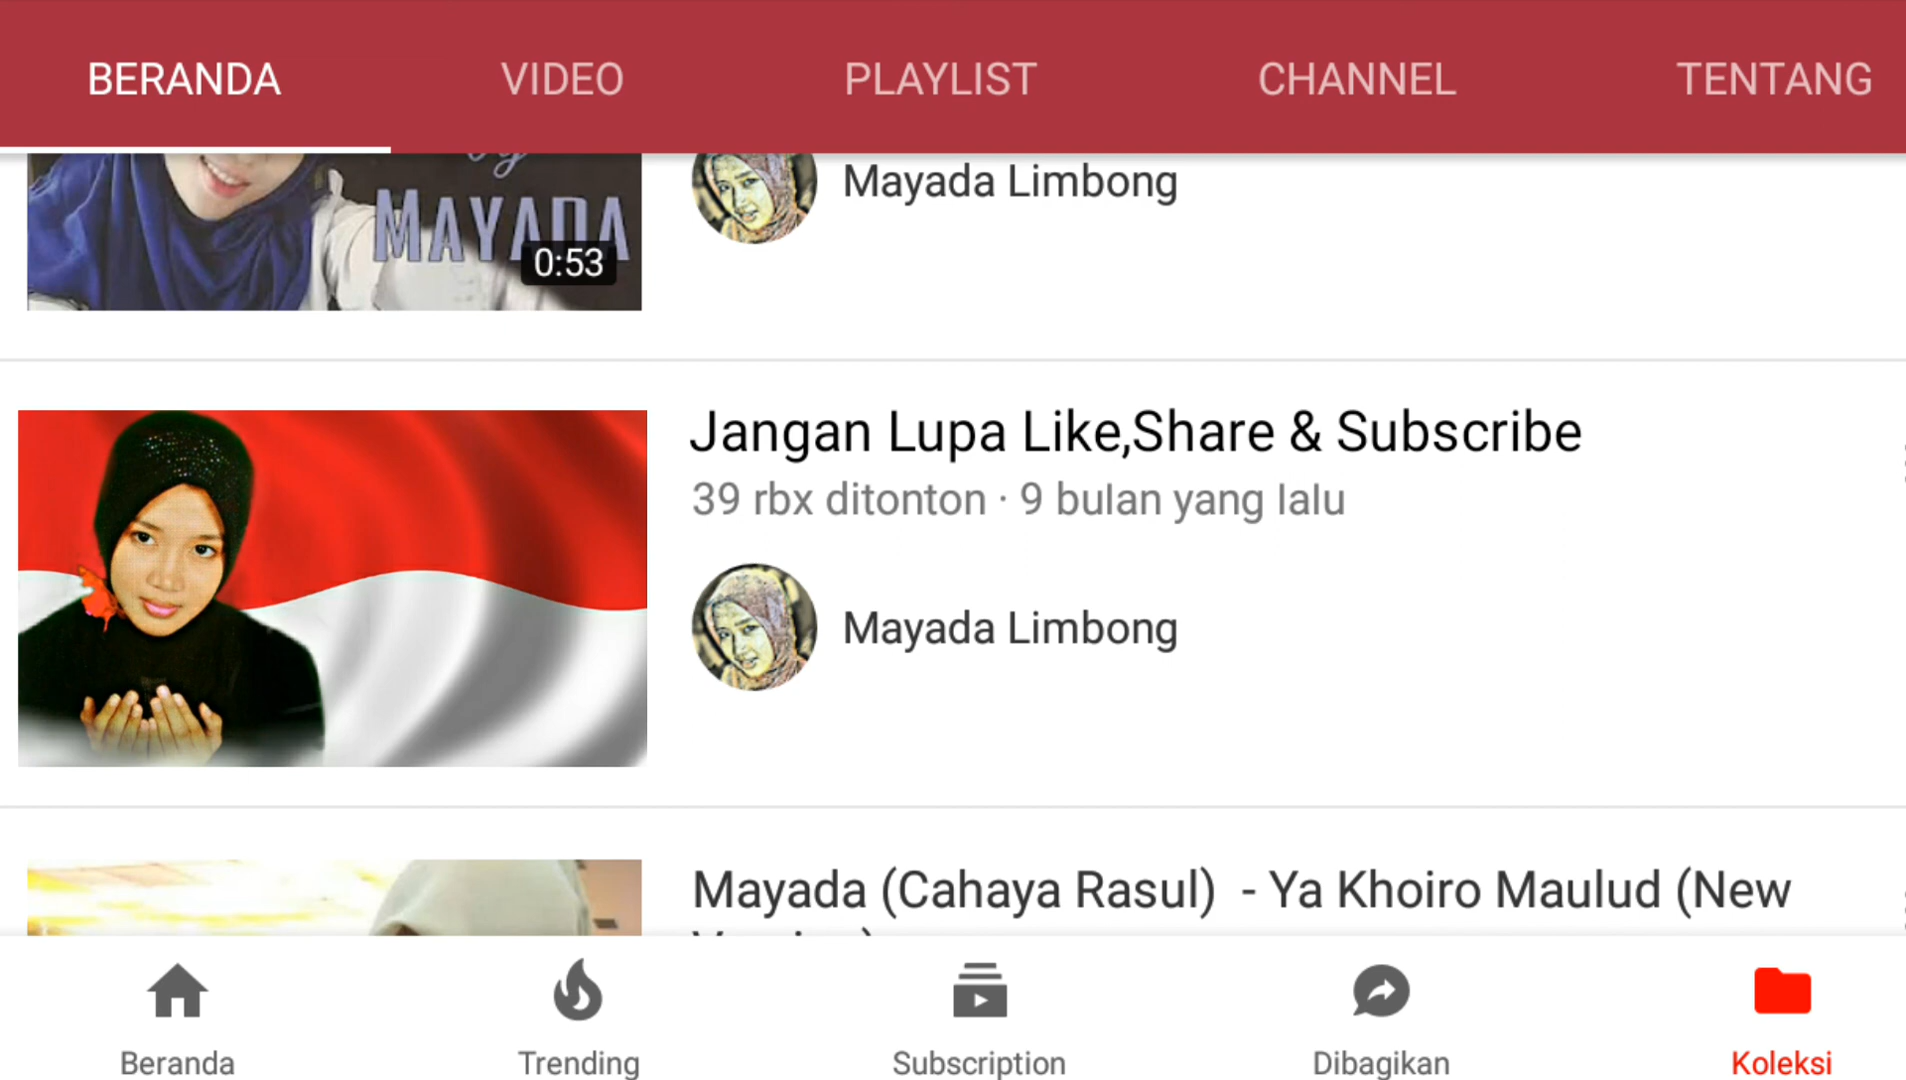 BERANDA VIDEO PLAYLIST CHANNEL TENTANG
by
MAYADA
0:53
Mayada Limbong
Jangan Lupa Like,Share & Subscribe
39 rbx ditonton · 9 bulan yang lalu
Mayada Limbong
Mayada (Cahaya Rasul) - Ya Khoiro Maulud (New
Beranda Trending Subscription Dibagikan Koleksi